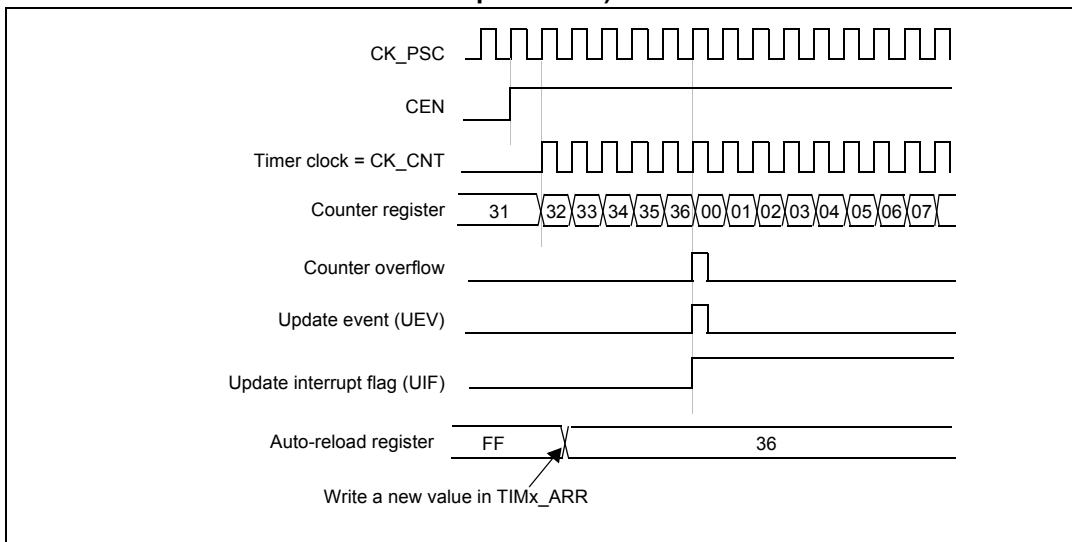 CK_PSC
CEN
Timer clock = CK_CNT
Counter register 31 32 33 34 35 36 00 01 02 03 04 05 06 07
Counter overflow
Update event (UEV)
Update interrupt flag (UIF)
Auto-reload register FF 36
Write a new value in TIMx_ARR